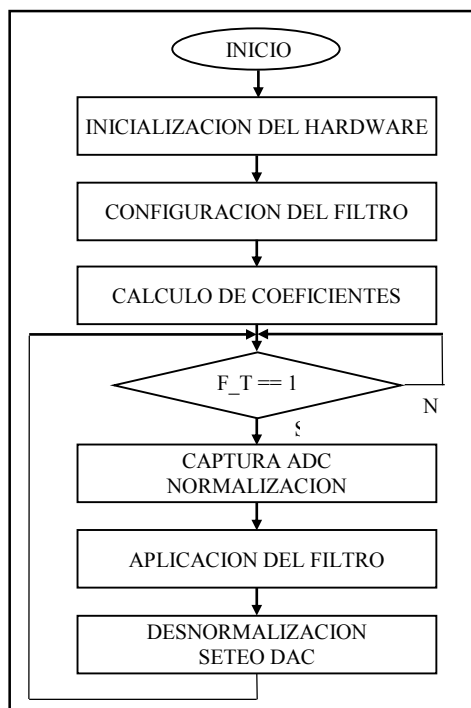 INICIO
INICIALIZACION DEL HARDWARE
CONFIGURACION DEL FILTRO
CALCULO DE COEFICIENTES
F_T == 1
N
CAPTURA ADC
NORMALIZACION
APLICACION DEL FILTRO
DESNORMALIZACION
SETEO DAC